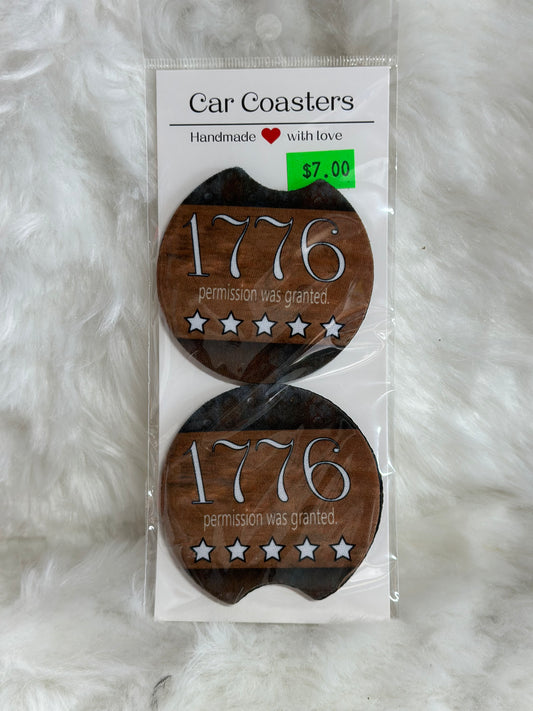 Car Coasters
Handmade with love
$7.00
1776
permission was granted.
1776
permission was granted.